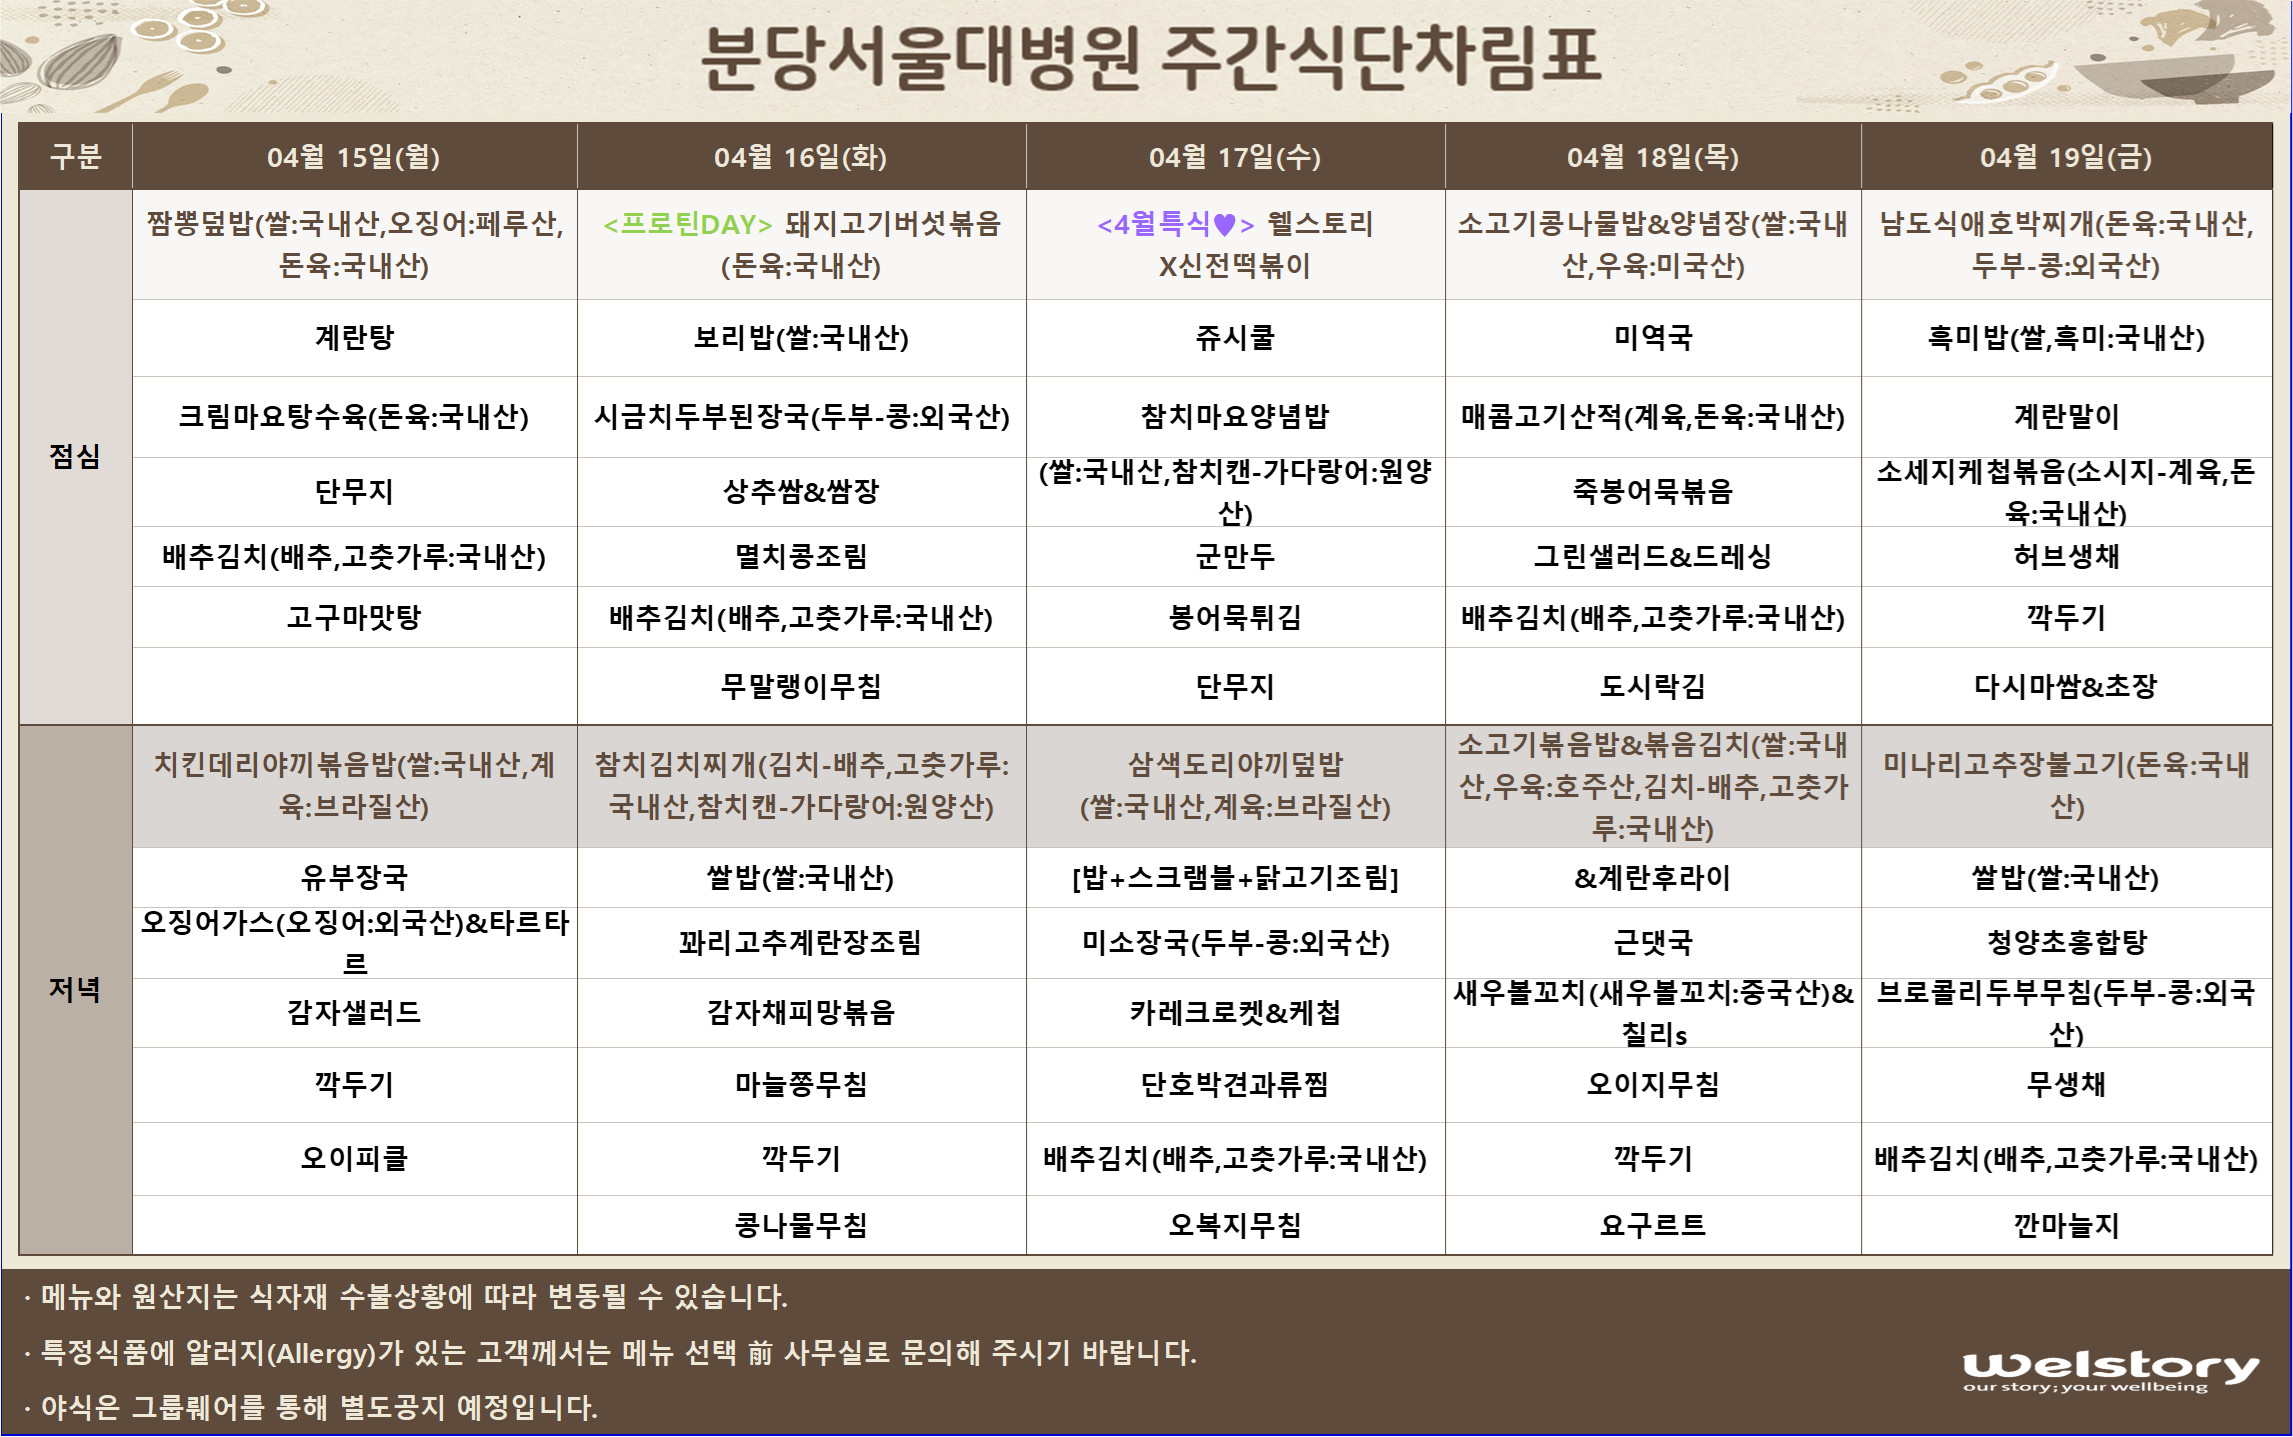 분당서울대병원 주간식단차림표
구분
04월 15일(월)
04월 16일(화)
04월 17일(수)
04월 18일(목)
04월 19일(금)
점심
짬뽕덮밥(쌀:국내산,오징어:페루산,
돈육:국내산)
<프로틴DAY> 돼지고기버섯볶음
(돈육:국내산)
<4월특식♥> 웰스토리
X신전떡볶이
소고기콩나물밥&양념장(쌀:국내
산,우육:미국산)
남도식애호박찌개(돈육:국내산,
두부-콩:외국산)
계란탕
보리밥(쌀:국내산)
쥬시쿨
미역국
흑미밥(쌀,흑미:국내산)
크림마요탕수육(돈육:국내산)
시금치두부된장국(두부-콩:외국산)
참치마요양념밥
매콤고기산적(계육,돈육:국내산)
계란말이
단무지
상추쌈&쌈장
(쌀:국내산,참치캔-가다랑어:원양
산)
죽봉어묵볶음
소세지케첩볶음(소시지-계육,돈
육:국내산)
배추김치(배추,고춧가루:국내산)
멸치콩조림
군만두
그린샐러드&드레싱
허브생채
고구마맛탕
배추김치(배추,고춧가루:국내산)
봉어묵튀김
배추김치(배추,고춧가루:국내산)
깍두기
무말랭이무침
단무지
도시락김
다시마쌈&초장
저녁
치킨데리야끼볶음밥(쌀:국내산,계
육:브라질산)
참치김치찌개(김치-배추,고춧가루:
국내산,참치캔-가다랑어:원양산)
삼색도리야끼덮밥
(쌀:국내산,계육:브라질산)
소고기볶음밥&볶음김치(쌀:국내
산,우육:호주산,김치-배추,고춧가
루:국내산)
미나리고추장불고기(돈육:국내
산)
유부장국
쌀밥(쌀:국내산)
[밥+스크램블+닭고기조림]
&계란후라이
쌀밥(쌀:국내산)
오징어가스(오징어:외국산)&타르타
르
꽈리고추계란장조림
미소장국(두부-콩:외국산)
근댓국
청양초홍합탕
감자샐러드
감자채피망볶음
카레크로켓&케첩
새우볼꼬치(새우볼꼬치:중국산)&
칠리s
브로콜리두부무침(두부-콩:외국
산)
깍두기
마늘쫑무침
단호박견과류찜
오이지무침
무생채
오이피클
깍두기
배추김치(배추,고춧가루:국내산)
깍두기
배추김치(배추,고춧가루:국내산)
콩나물무침
오복지무침
요구르트
깐마늘지
· 메뉴와 원산지는 식자재 수불상황에 따라 변동될 수 있습니다.
· 특정식품에 알러지(Allergy)가 있는 고객께서는 메뉴 선택 前 사무실로 문의해 주시기 바랍니다.
· 야식은 그룹웨어를 통해 별도공지 예정입니다.
welstory
our story; your wellbeing